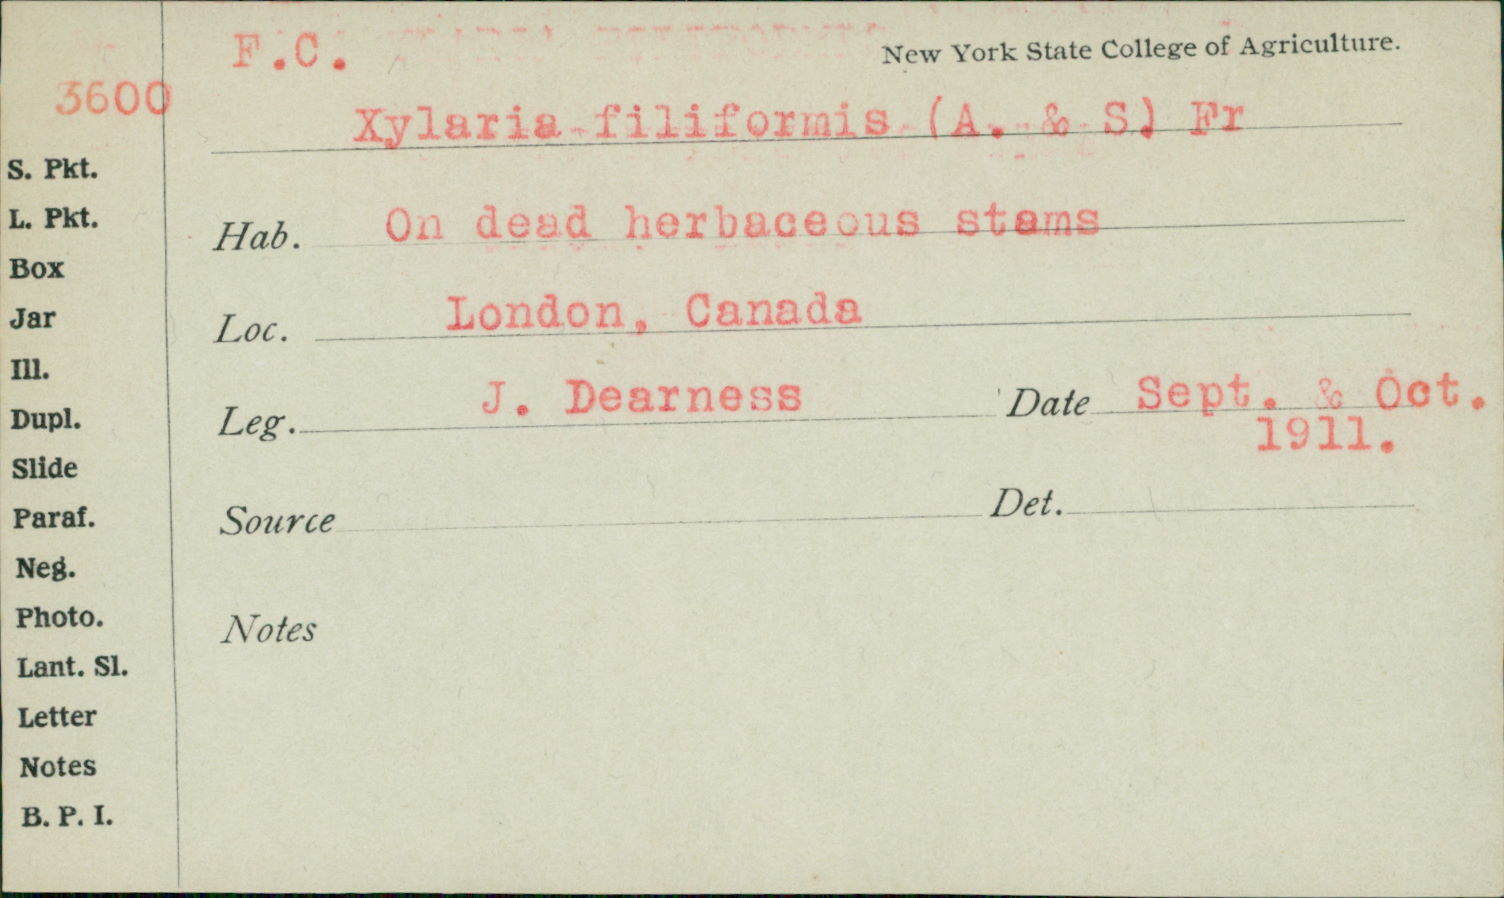 F.C.
New York State College of Agriculture.
3600
Xylaria filiformis (A. & S.) Fr
S. Pkt.
L. Pkt.
Hab. On dead herbaceous stems
Box
Jar
Loc. London, Canada
Ill.
Dupl.
Leg. J. Dearness Date Sept. & Oct.
1911.
Slide
Paraf.
Source Det.
Neg.
Photo.
Notes
Lant. Sl.
Letter
Notes
B. P. I.